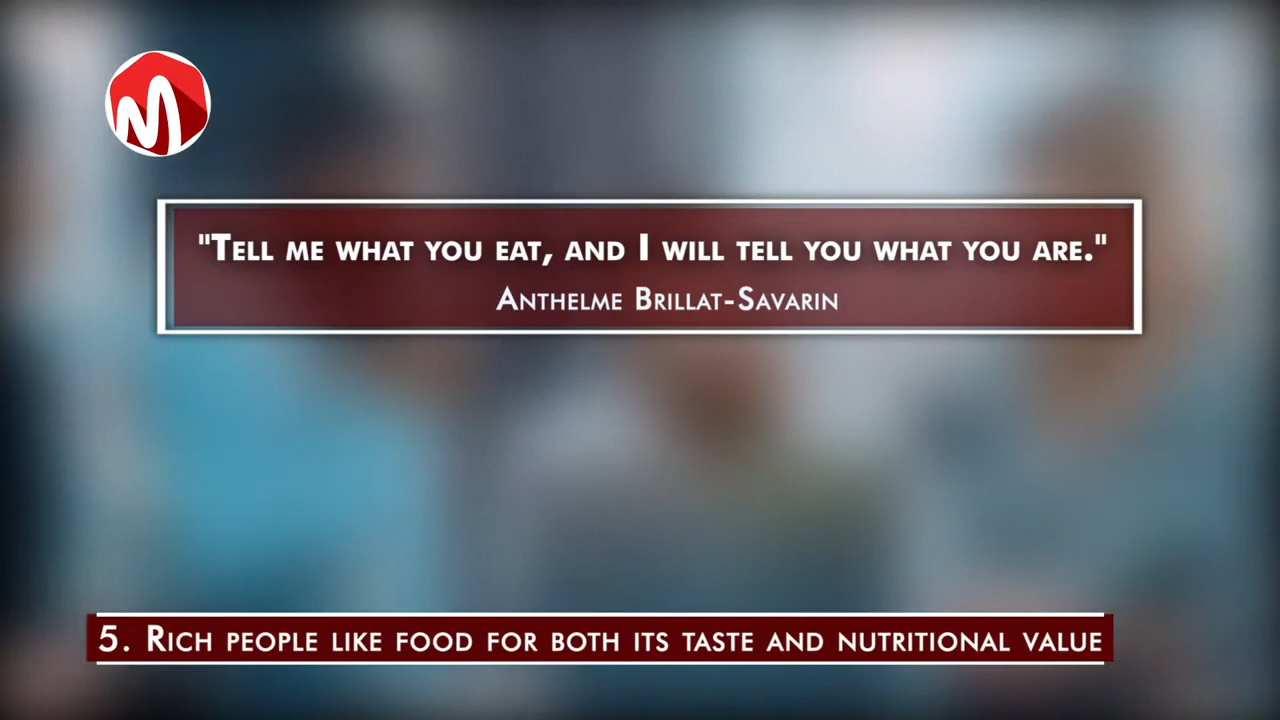 "Tell me what you eat, and I will tell you what you are."
Anthelme Brillat-Savarin
5. Rich people like food for both its taste and nutritional value